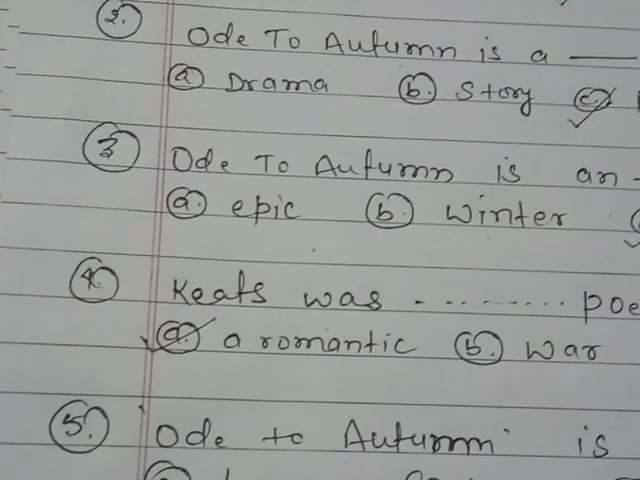 2. Ode To Autumn is a ___
a. Drama b. Story c.
3. Ode To Autumn is an -
a. epic b. Winter
4. Keats was ......... poe
a. a romantic b. War
5. Ode to Autumn is